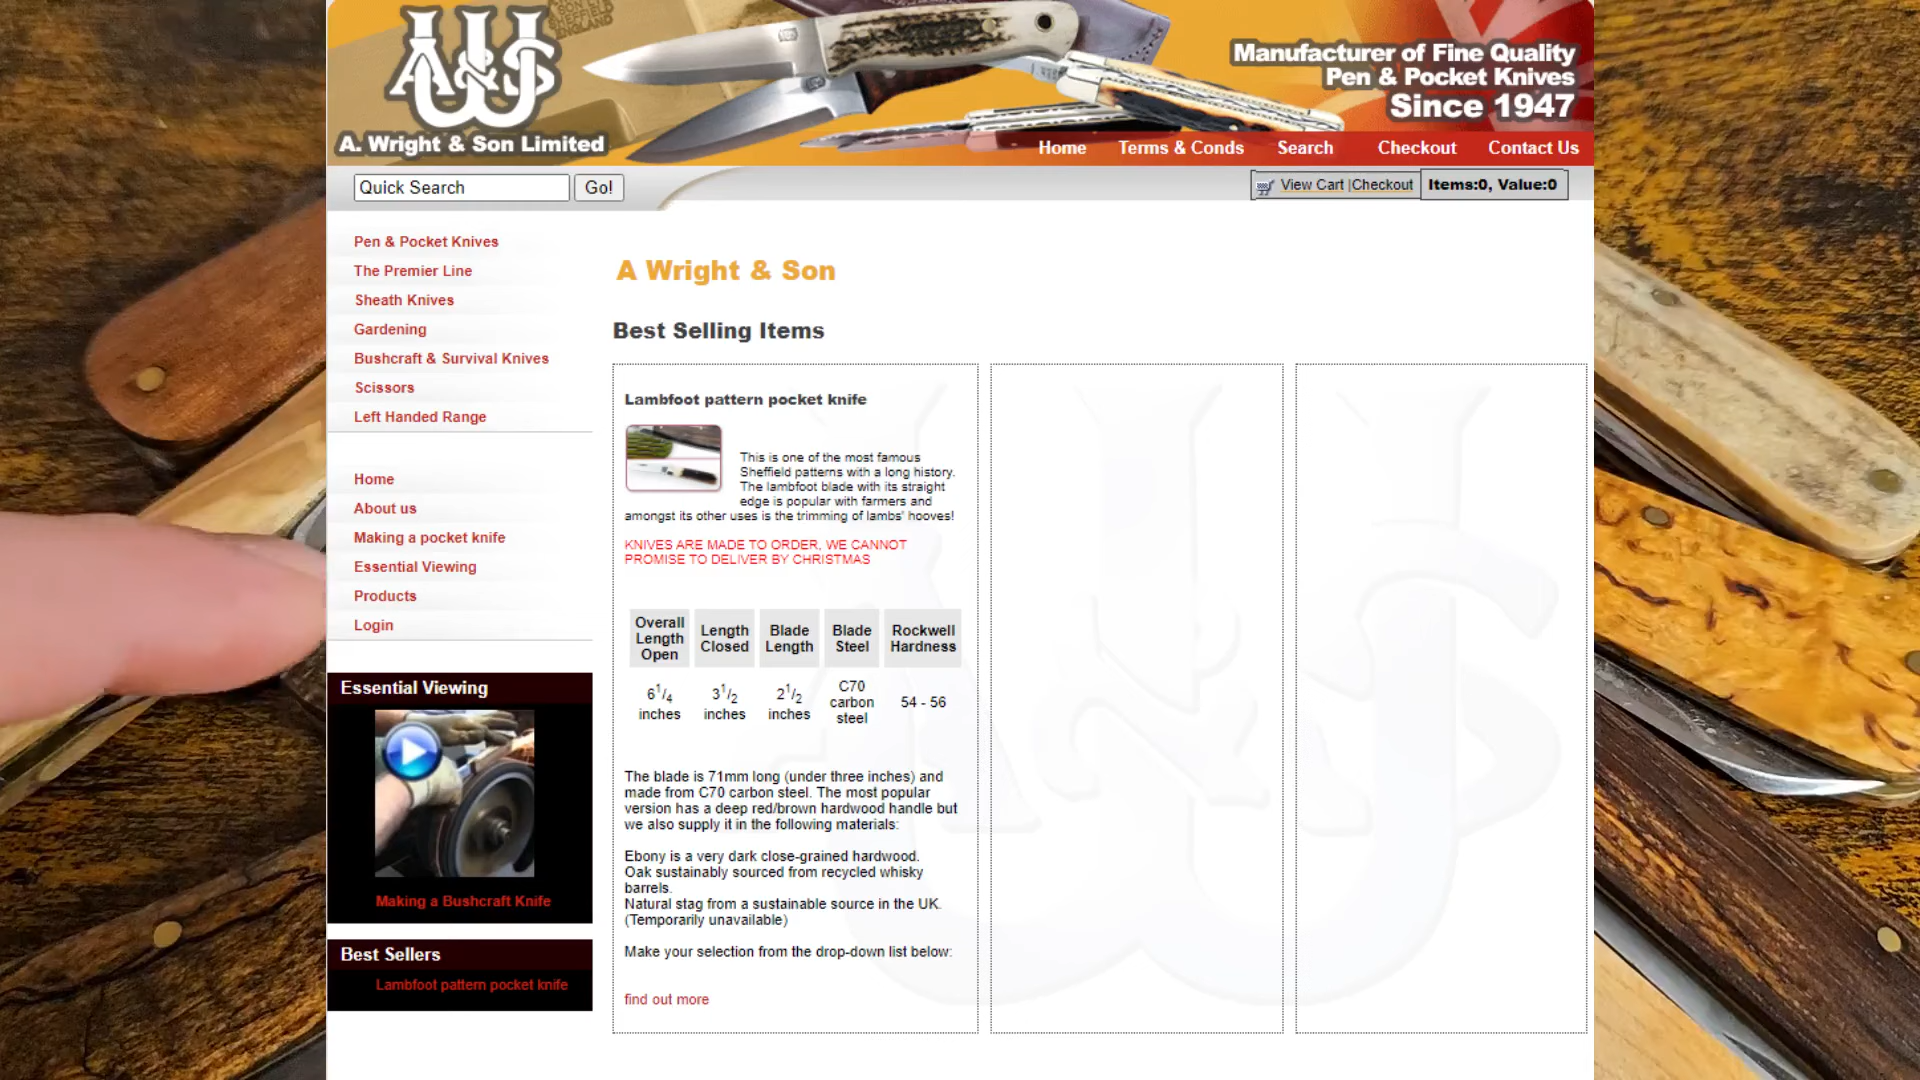 A&S
W
A. Wright & Son Limited
Manufacturer of Fine Quality
Pen & Pocket Knives
Since 1947
Home Terms & Conds Search Checkout Contact Us
Quick Search Go!
View Cart |Checkout Items:0, Value:0
Pen & Pocket Knives
The Premier Line
Sheath Knives
Gardening
Bushcraft & Survival Knives
Scissors
Left Handed Range
Home
About us
Making a pocket knife
Essential Viewing
Products
Login
Essential Viewing
Making a Bushcraft Knife
Best Sellers
Lambfoot pattern pocket knife
A Wright & Son
Best Selling Items
Lambfoot pattern pocket knife
This is one of the most famous
Sheffield patterns with a long history.
The lambfoot blade with its straight
edge is popular with farmers and
amongst its other uses is the trimming of lambs' hooves!
KNIVES ARE MADE TO ORDER, WE CANNOT
PROMISE TO DELIVER BY CHRISTMAS
Overall Length Open Length Closed Blade Length Blade Steel Rockwell Hardness
6 1/4 inches 3 1/2 inches 2 1/2 inches C70 carbon steel 54 - 56
The blade is 71mm long (under three inches) and
made from C70 carbon steel. The most popular
version has a deep red/brown hardwood handle but
we also supply it in the following materials:
Ebony is a very dark close-grained hardwood.
Oak sustainably sourced from recycled whisky
barrels.
Natural stag from a sustainable source in the UK.
(Temporarily unavailable)
Make your selection from the drop-down list below:
find out more